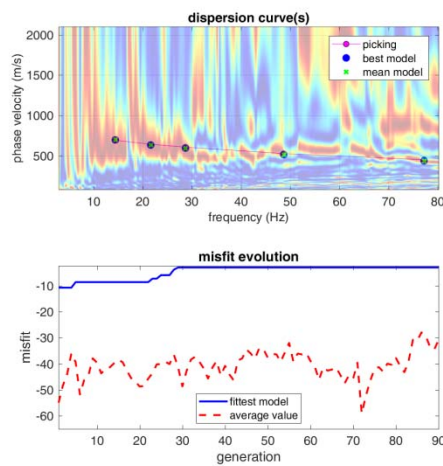 dispersion curve(s)
2000
1500
1000
500
phase velocity (m/s)
picking
best model
mean model
10 20 30 40 50 60 70 80
frequency (Hz)
misfit evolution
-10
-20
-30
-40
-50
-60
misfit
fittest model
average value
10 20 30 40 50 60 70 80 90
generation